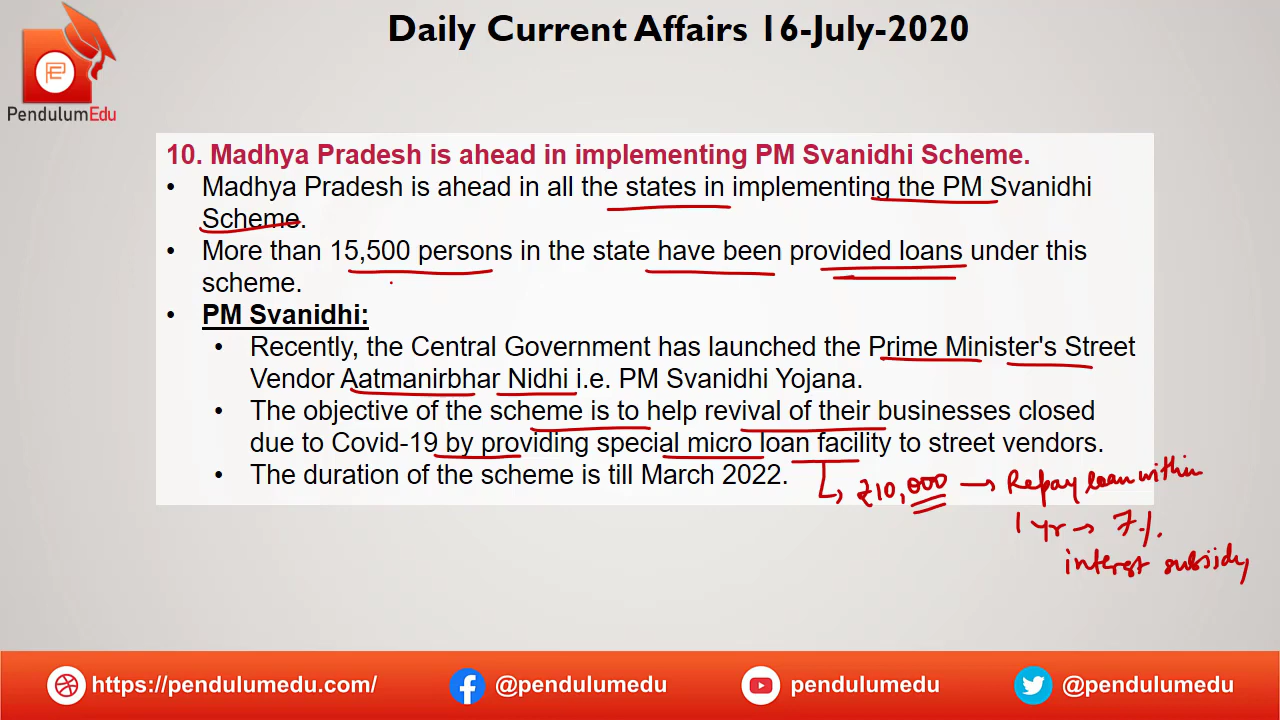 Daily Current Affairs 16-July-2020
PendulumEdu
10. Madhya Pradesh is ahead in implementing PM Svanidhi Scheme.
• Madhya Pradesh is ahead in all the states in implementing the PM Svanidhi
Scheme.
• More than 15,500 persons in the state have been provided loans under this
scheme.
• PM Svanidhi:
• Recently, the Central Government has launched the Prime Minister's Street
Vendor Aatmanirbhar Nidhi i.e. PM Svanidhi Yojana.
• The objective of the scheme is to help revival of their businesses closed
due to Covid-19 by providing special micro loan facility to street vendors.
• The duration of the scheme is till March 2022.
↳ ₹10,000 → Repay loan within
1 yr → 7%
interest subsidy
https://pendulumedu.com/
@pendulumedu
pendulumedu
@pendulumedu